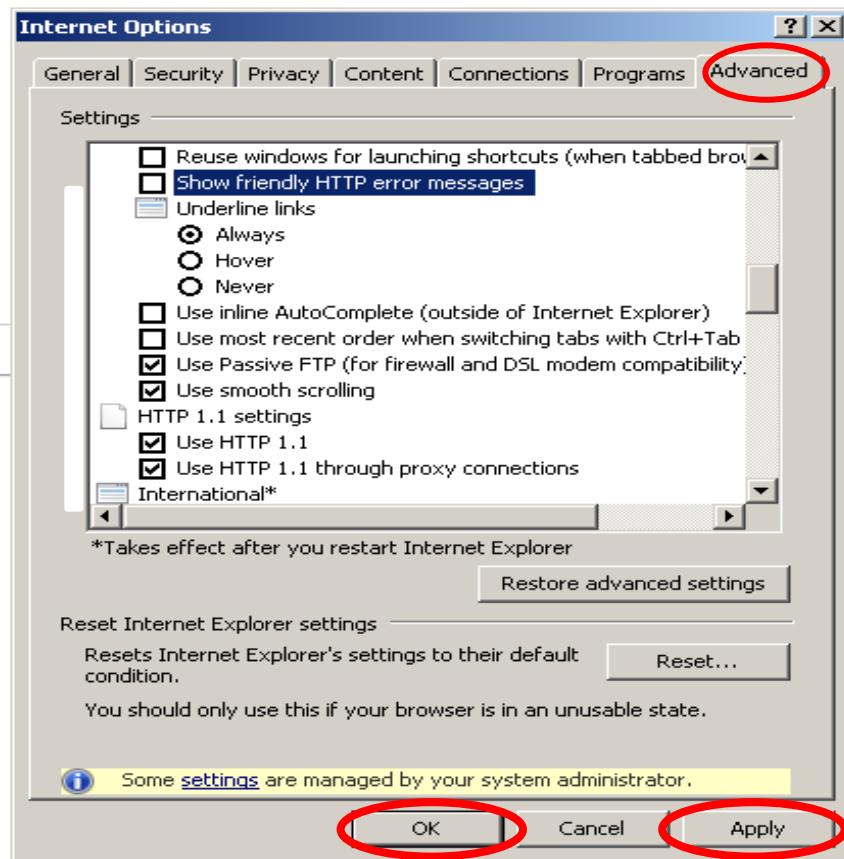 Internet Options
General Security Privacy Content Connections Programs Advanced
Settings
Reuse windows for launching shortcuts (when tabbed
Show friendly HTTP error messages
Underline links
Always
Hover
Never
Use inline AutoComplete (outside of Internet Explorer)
Use most recent order when switching tabs with Ctrl+Tab
Use Passive FTP (for firewall and DSL modem compatibility)
Use smooth scrolling
HTTP 1.1 settings
Use HTTP 1.1
Use HTTP 1.1 through proxy connections
International*
*Takes effect after you restart Internet Explorer
Restore advanced settings
Reset Internet Explorer settings
Resets Internet Explorer's settings to their default
condition.
Reset...
You should only use this if your browser is in an unusable state.
Some settings are managed by your system administrator.
OK Cancel Apply